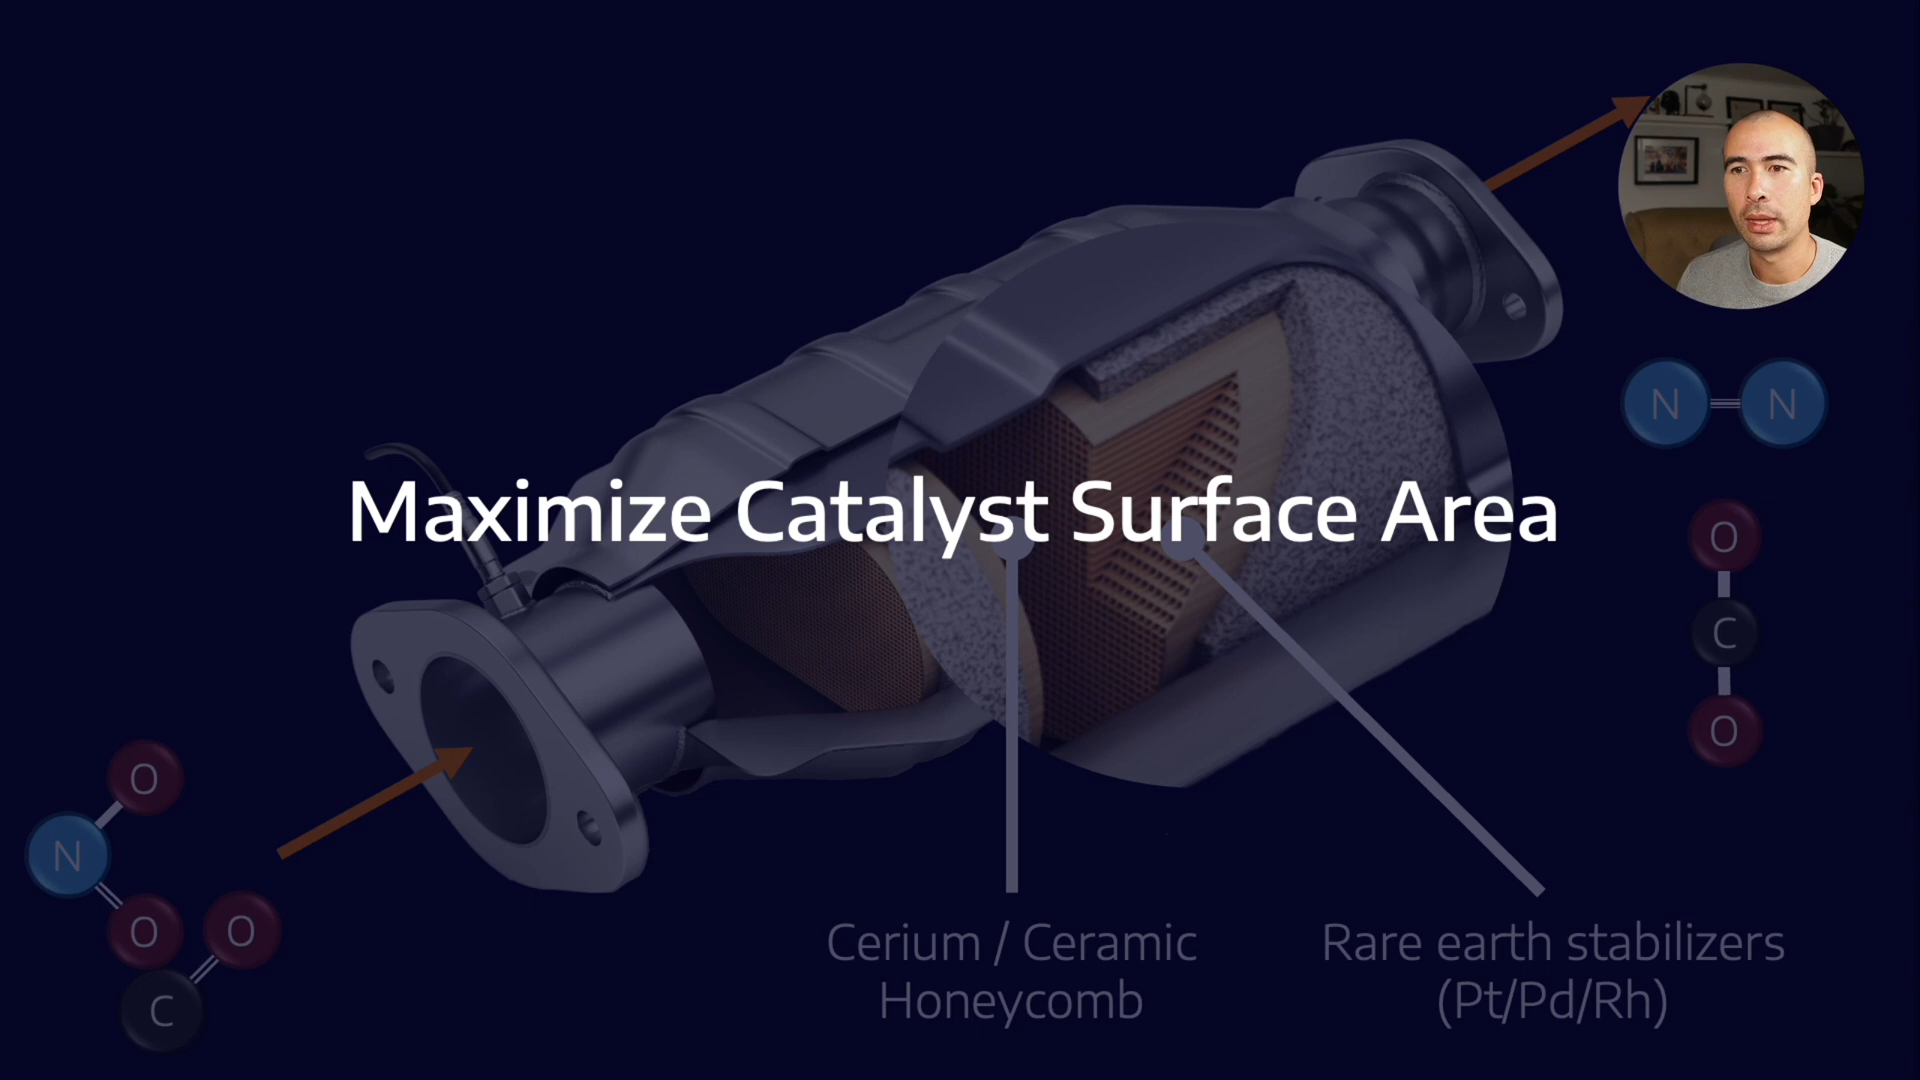 Maximize Catalyst Surface Area
N N
O
C
O
O
N
O O
C
Cerium / Ceramic
Honeycomb
Rare earth stabilizers
(Pt/Pd/Rh)